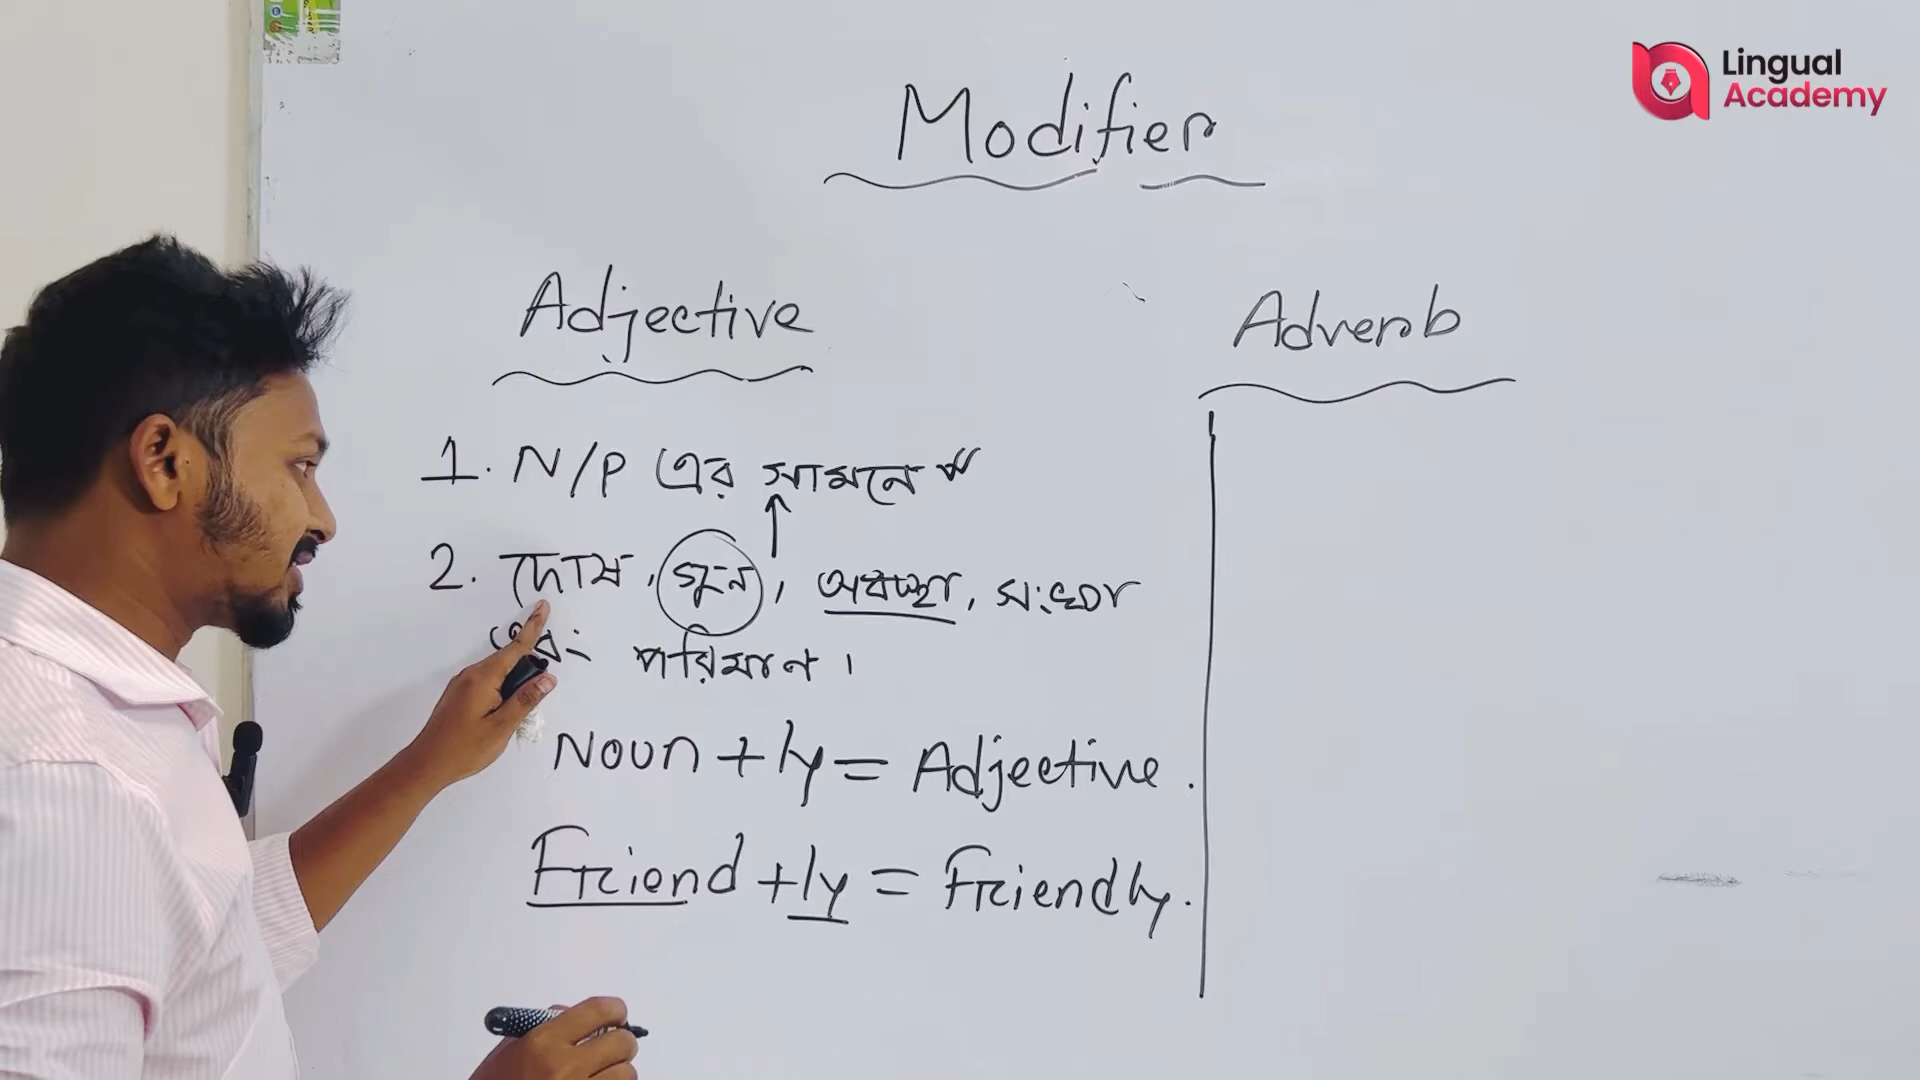 Lingual
Academy
Modifier
Adjective
Adverb
1. N/P এর সামনে
2. দোষ, গুন, অবস্থা, সংখ্যা
এবং পরিমাণ।
Noun + ly = Adjective.
Friend + ly = Friendly.